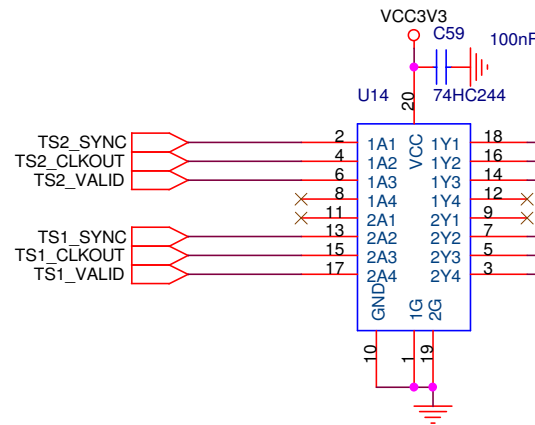 VCC3V3
C59
100nF
20
U14
74HC244
TS2_SYNC 2 1A1 VCC 1Y1 18
TS2_CLKOUT 4 1A2 1Y2 16
TS2_VALID 6 1A3 1Y3 14
8 1A4 1Y4 12
11 2A1 2Y1 9
TS1_SYNC 13 2A2 2Y2 7
TS1_CLKOUT 15 2A3 2Y3 5
TS1_VALID 17 2A4 2Y4 3
GND 1G 2G
10 1 19